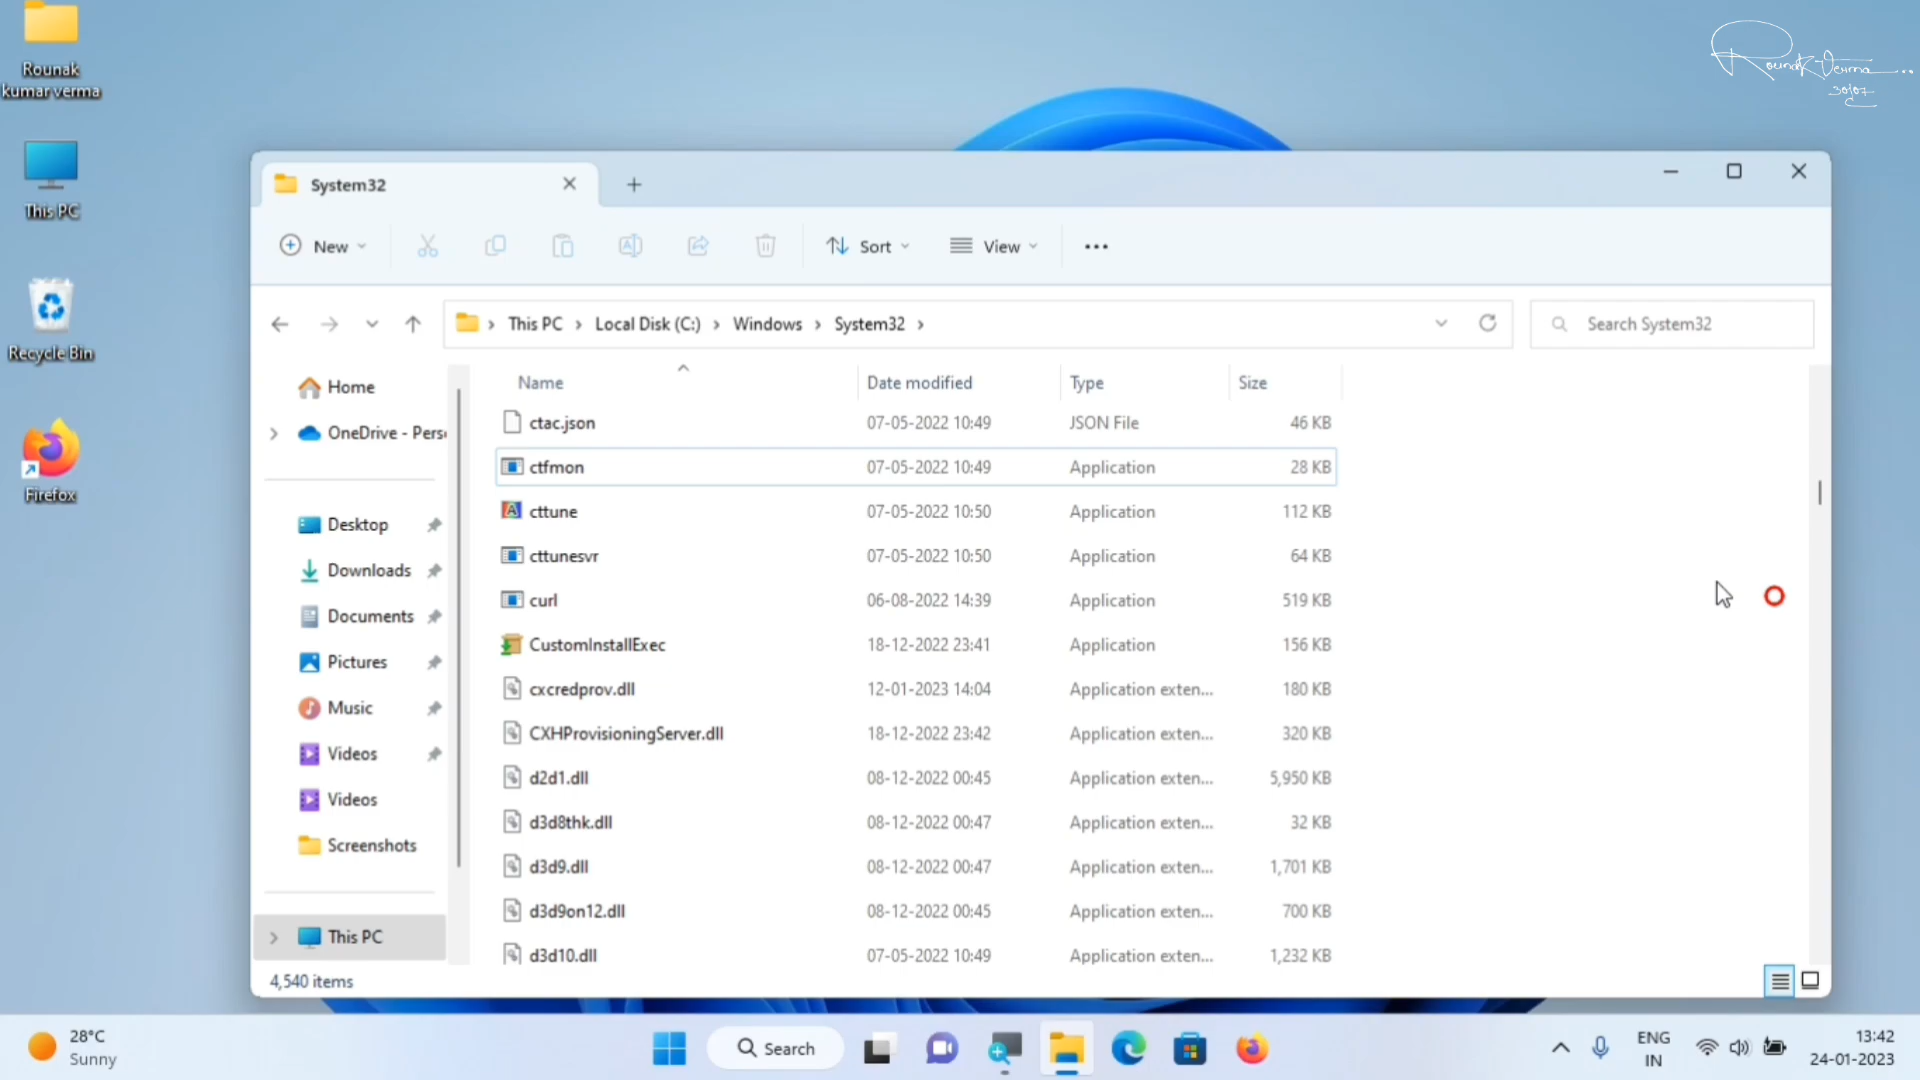 Rounak
kumar verma
This PC
Recycle Bin
Firefox
Rounak Verma...
30/07
System32
New
Sort
View
This PC
Local Disk (C:)
Windows
System32
Search System32
Home
OneDrive - Pers
Desktop
Downloads
Documents
Pictures
Music
Videos
Videos
Screenshots
This PC
Name Date modified Type Size
ctac.json 07-05-2022 10:49 JSON File 46 KB
ctfmon 07-05-2022 10:49 Application 28 KB
cttune 07-05-2022 10:50 Application 112 KB
cttunesvr 07-05-2022 10:50 Application 64 KB
curl 06-08-2022 14:39 Application 519 KB
CustomInstallExec 18-12-2022 23:41 Application 156 KB
cxcredprov.dll 12-01-2023 14:04 Application exten... 180 KB
CXHProvisioningServer.dll 18-12-2022 23:42 Application exten... 320 KB
d2d1.dll 08-12-2022 00:45 Application exten... 5,950 KB
d3d8thk.dll 08-12-2022 00:47 Application exten... 32 KB
d3d9.dll 08-12-2022 00:47 Application exten... 1,701 KB
d3d9on12.dll 08-12-2022 00:45 Application exten... 700 KB
d3d10.dll 07-05-2022 10:49 Application exten... 1,232 KB
4,540 items
28°C
Sunny
Search
ENG
IN
13:42
24-01-2023